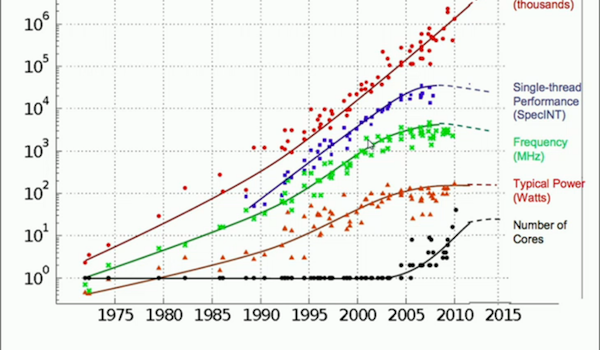 (thousands)
10^6
10^5
10^4
10^3
10^2
10^1
10^0
Single-thread
Performance
(SpecINT)
Frequency
(MHz)
Typical Power
(Watts)
Number of
Cores
1975 1980 1985 1990 1995 2000 2005 2010 2015